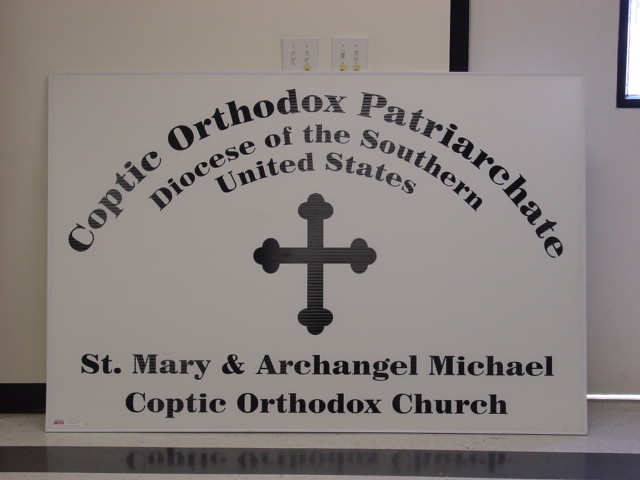 Coptic Orthodox Patriarchate
Diocese of the Southern
United States
St. Mary & Archangel Michael
Coptic Orthodox Church